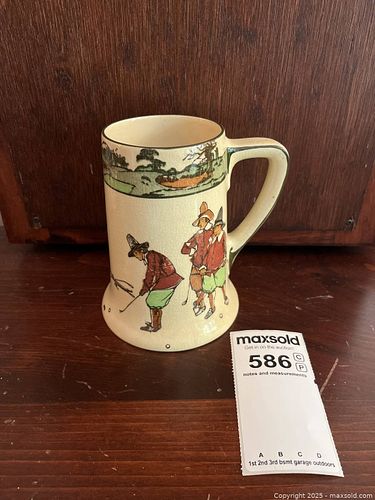 maxsold
Get in on the auction
586 C
P
notes and measurements
A B C D
1st 2nd 3rd bsmt garage outdoors
Copyright 2025 - maxsold.com